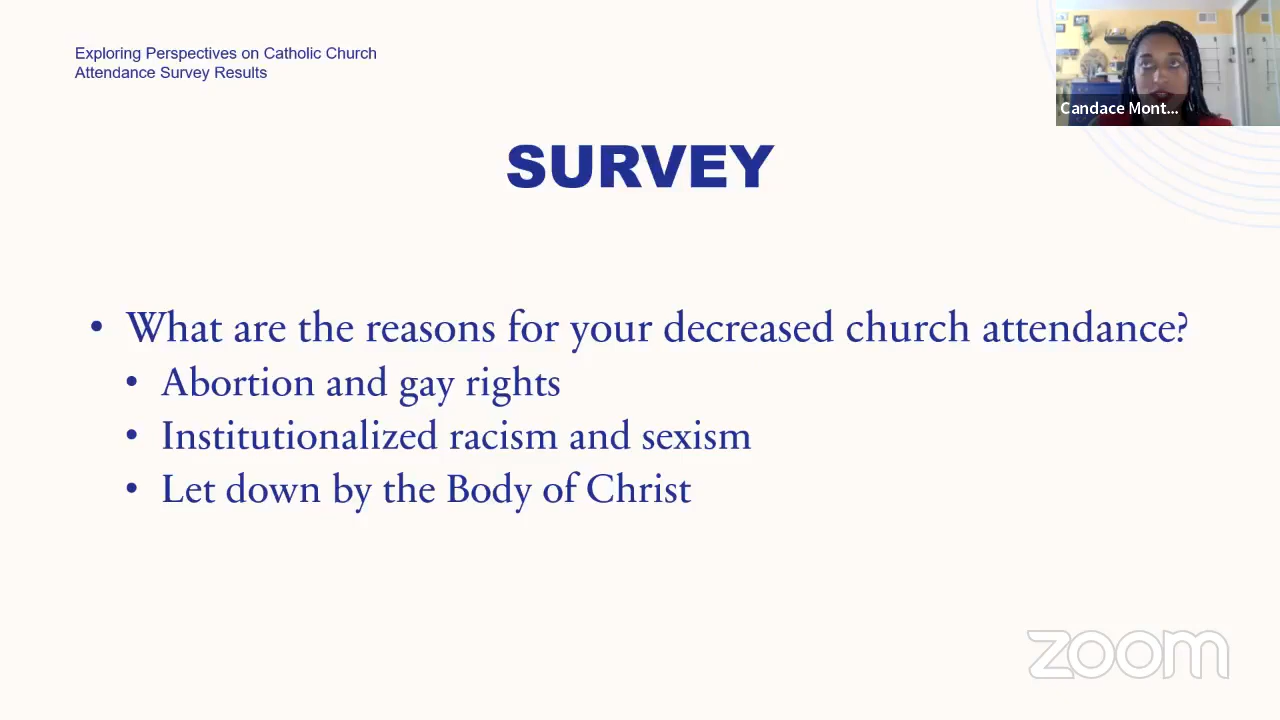 Exploring Perspectives on Catholic Church
Attendance Survey Results
Candace Mont...
SURVEY
• What are the reasons for your decreased church attendance?
• Abortion and gay rights
• Institutionalized racism and sexism
• Let down by the Body of Christ
zoom